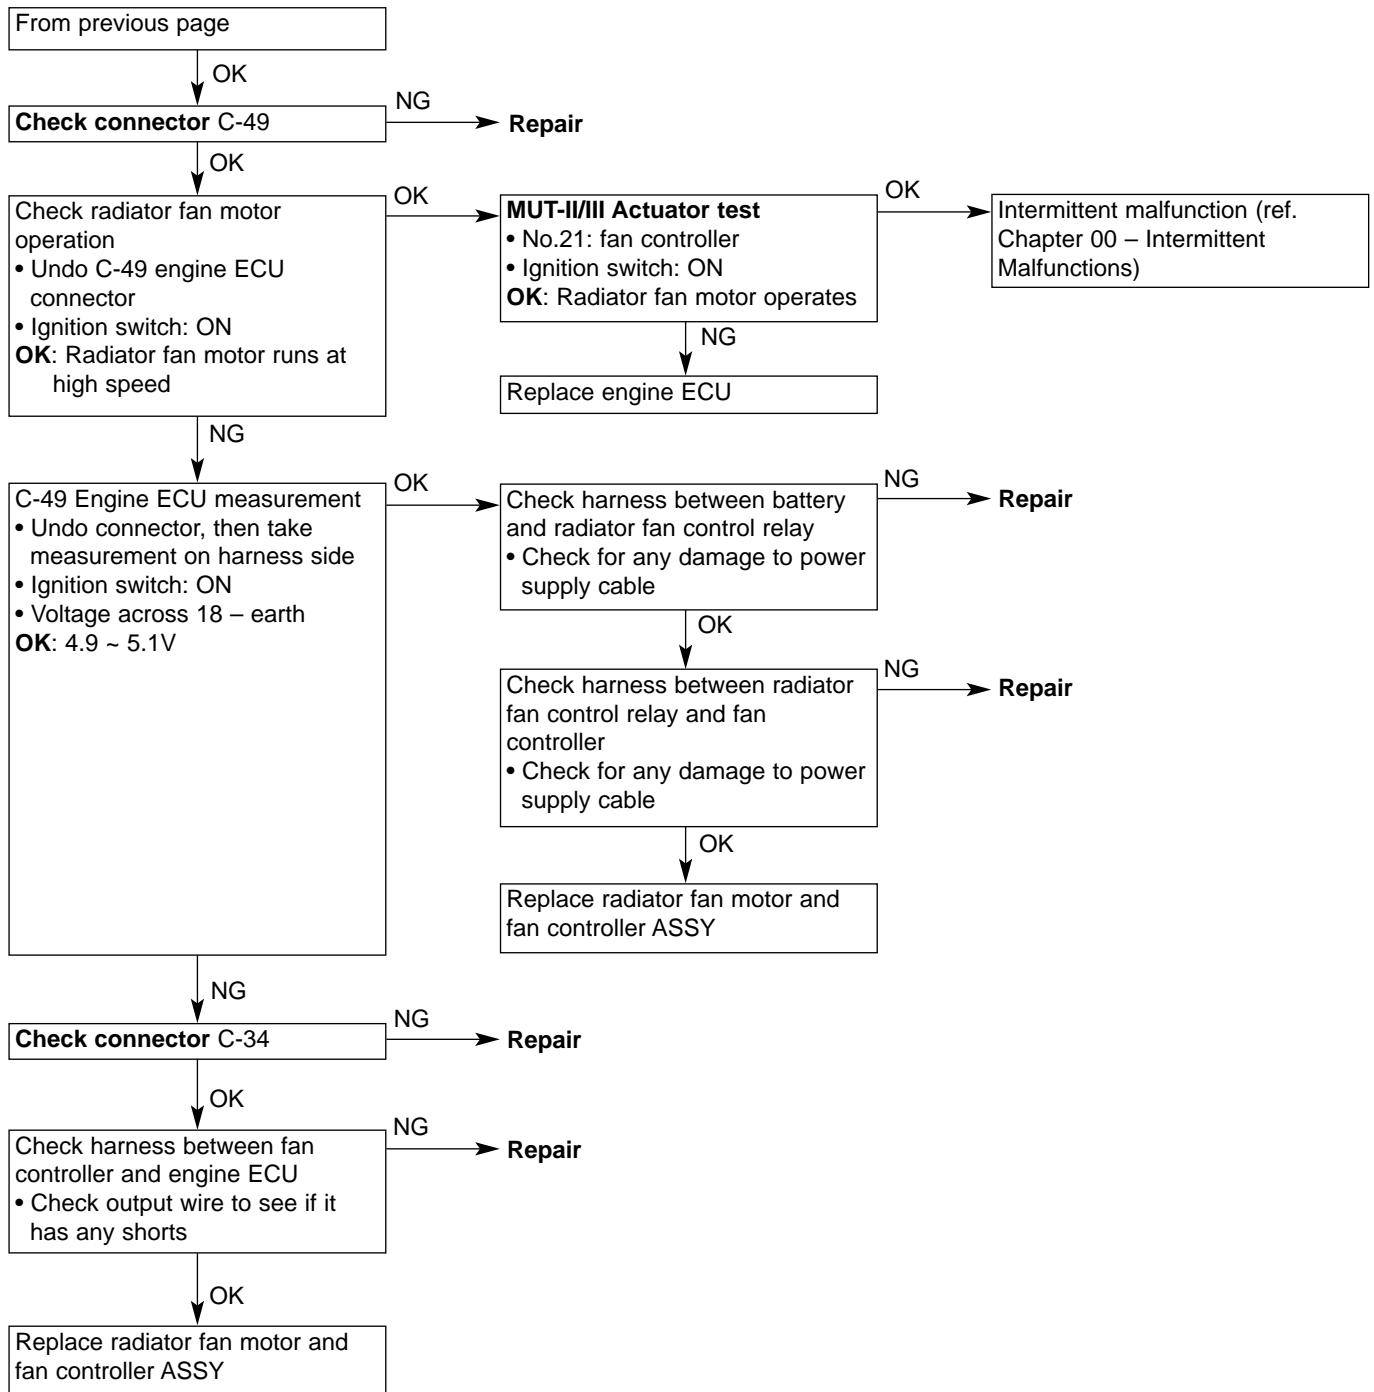 From previous page
OK
Check connector C-49
NG
Repair
OK
Check radiator fan motor
operation
• Undo C-49 engine ECU
connector
• Ignition switch: ON
OK: Radiator fan motor runs at
high speed
OK
MUT-II/III Actuator test
• No.21: fan controller
• Ignition switch: ON
OK: Radiator fan motor operates
OK
Intermittent malfunction (ref.
Chapter 00 – Intermittent
Malfunctions)
NG
Replace engine ECU
NG
C-49 Engine ECU measurement
• Undo connector, then take
measurement on harness side
• Ignition switch: ON
• Voltage across 18 – earth
OK: 4.9 ~ 5.1V
OK
Check harness between battery
and radiator fan control relay
• Check for any damage to power
supply cable
NG
Repair
OK
Check harness between radiator
fan control relay and fan
controller
• Check for any damage to power
supply cable
NG
Repair
OK
Replace radiator fan motor and
fan controller ASSY
NG
Check connector C-34
NG
Repair
OK
Check harness between fan
controller and engine ECU
• Check output wire to see if it
has any shorts
NG
Repair
OK
Replace radiator fan motor and
fan controller ASSY